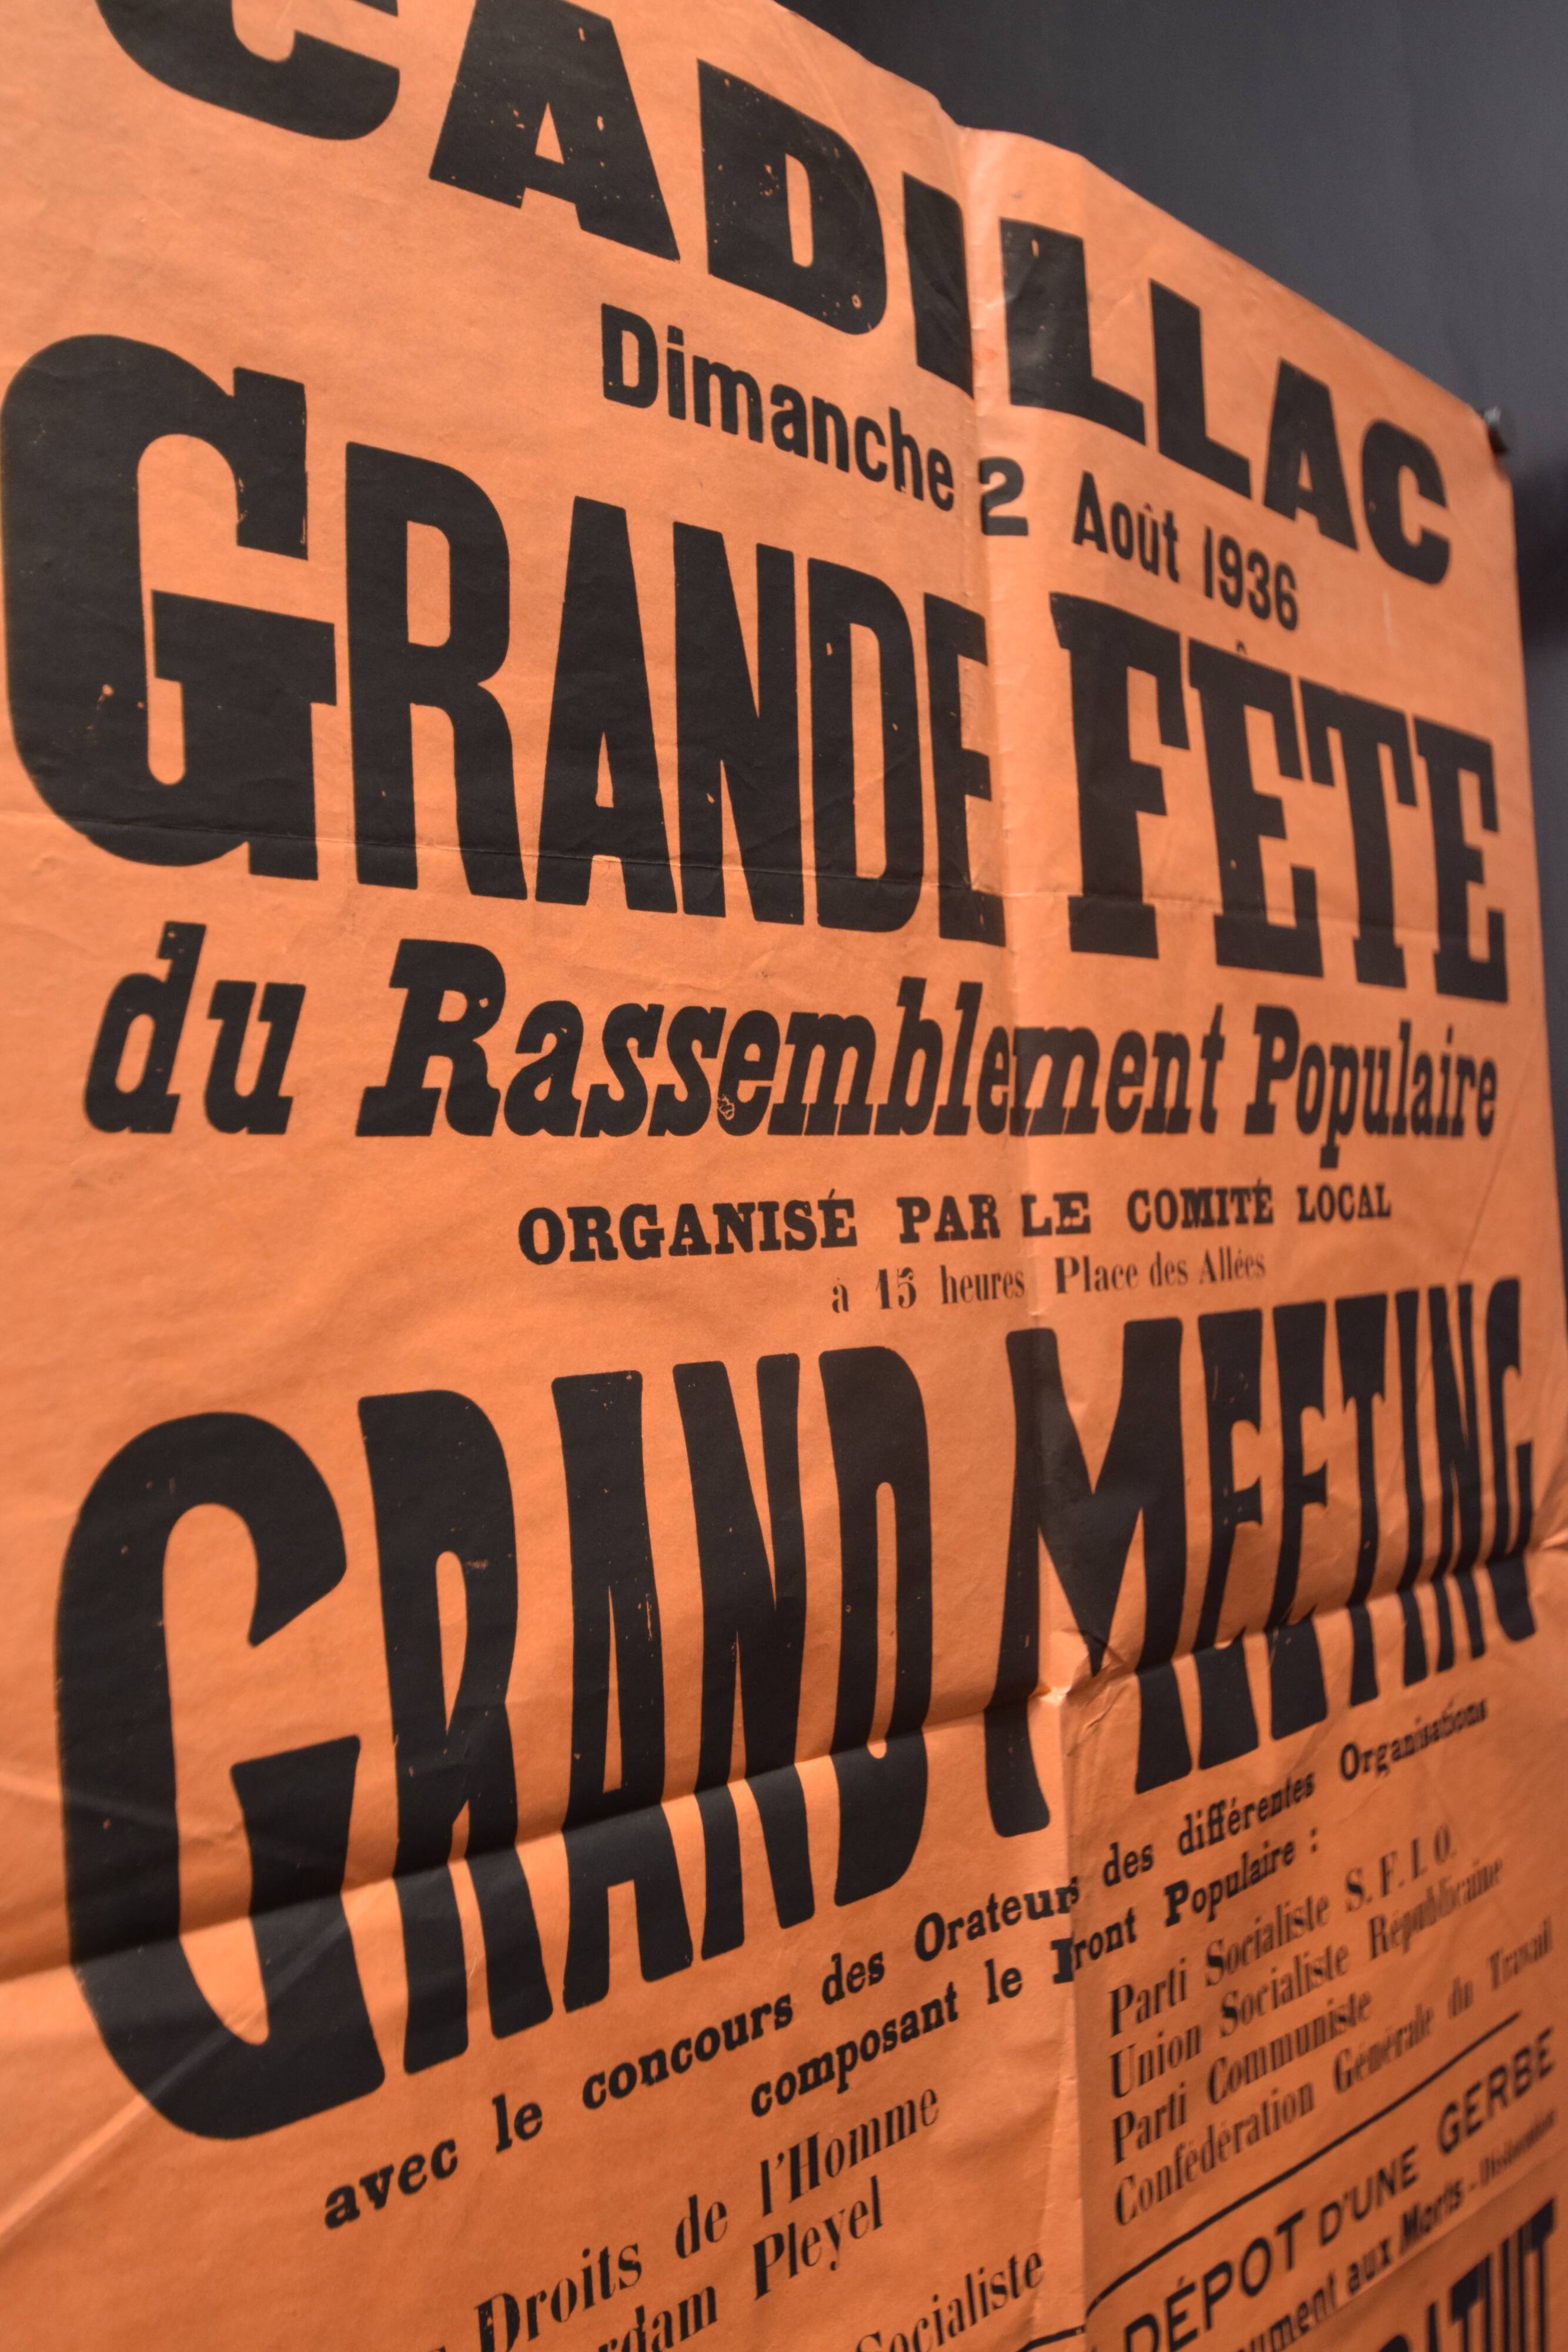 CADILLAC
Dimanche 2 Août 1936
GRANDE FÊTE
du Rassemblement Populaire
ORGANISÉ PAR LE COMITÉ LOCAL
à 15 heures Place des Allées
GRAND MEETING
avec le concours des Orateurs des différentes Organisations
composant le Front Populaire :
Droits de l'Homme
Pleyel
Socialiste
Parti Socialiste S. F. I. O.
Union Socialiste Républicaine
Parti Communiste
Confédération Générale du Travail
DÉPOT D'UNE GERBE
aux Morts -